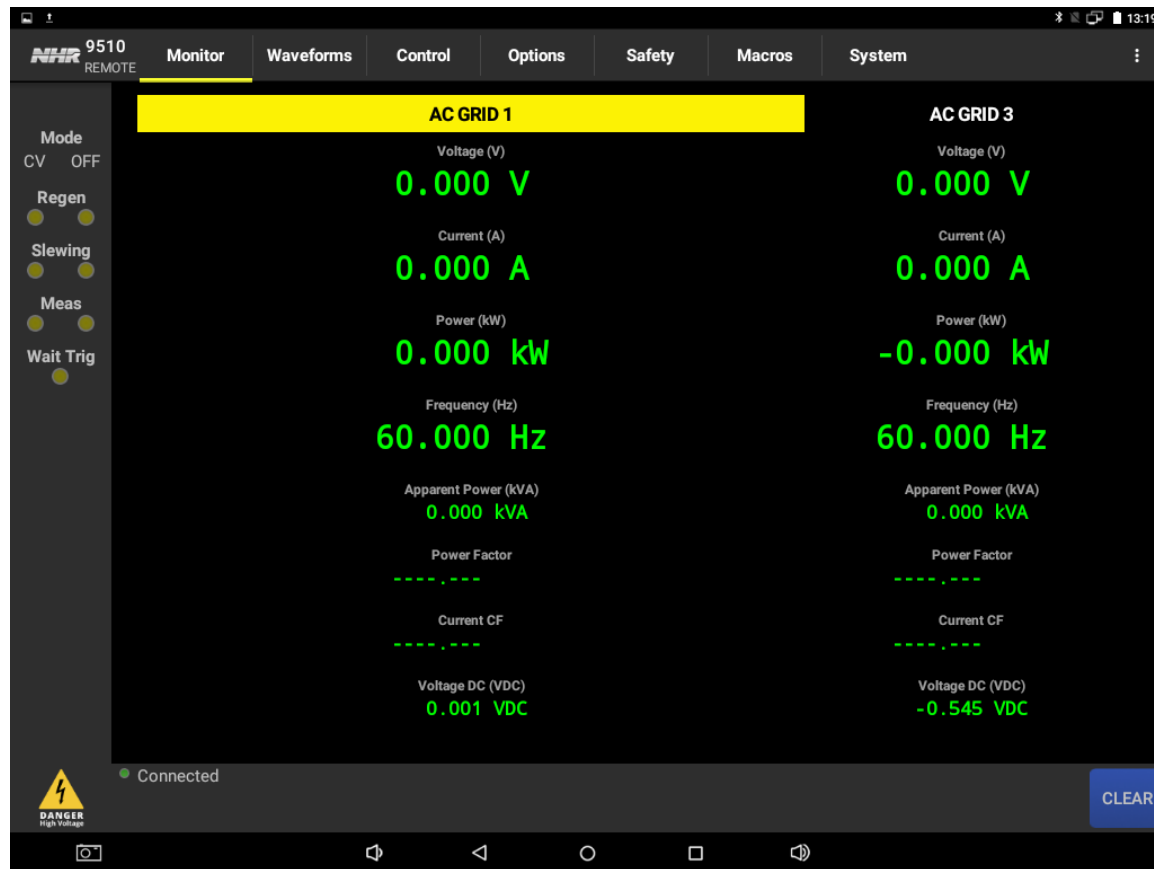 13:19
NHR 9510
REMOTE
Monitor Waveforms Control Options Safety Macros System
Mode
CV OFF
Regen
Slewing
Meas
Wait Trig
AC GRID 1 AC GRID 3
Voltage (V) Voltage (V)
0.000 V 0.000 V
Current (A) Current (A)
0.000 A 0.000 A
Power (kW) Power (kW)
0.000 kW -0.000 kW
Frequency (Hz) Frequency (Hz)
60.000 Hz 60.000 Hz
Apparent Power (kVA) Apparent Power (kVA)
0.000 kVA 0.000 kVA
Power Factor Power Factor
----.--- ----.---
Current CF Current CF
----.--- ----.---
Voltage DC (VDC) Voltage DC (VDC)
0.001 VDC -0.545 VDC
Connected
CLEAR
DANGER
High Voltage